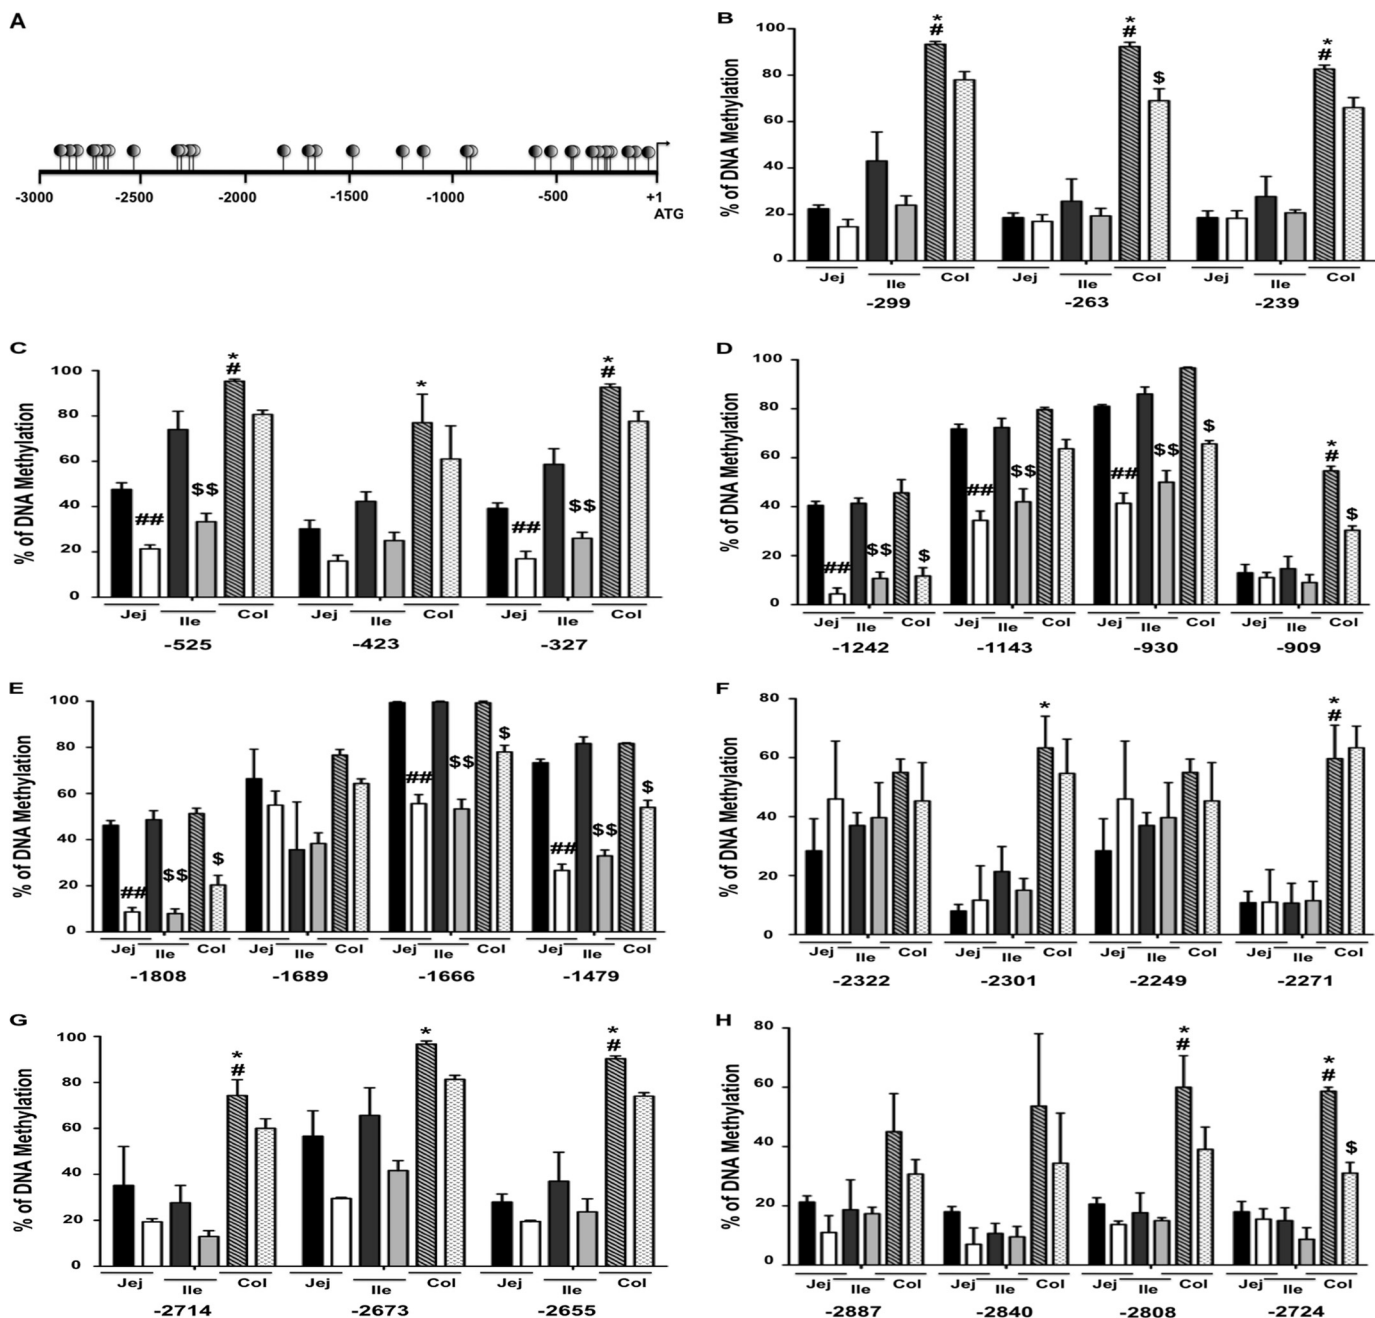 A
-3000 -2500 -2000 -1500 -1000 -500 +1
ATG
B
% of DNA Methylation
100
80
60
40
20
0
* # * # $ * #
Jej Ile Col Jej Ile Col Jej Ile Col
-299 -263 -239
C
% of DNA Methylation
100
80
60
40
20
0
## $$ * # * ## $$ * #
Jej Ile Col Jej Ile Col Jej Ile Col
-525 -423 -327
D
% of DNA Methylation
100
80
60
40
20
0
## $$ $ ## $$ ## $$ $ * # $
Jej Ile Col Jej Ile Col Jej Ile Col Jej Ile Col
-1242 -1143 -930 -909
E
% of DNA Methylation
100
80
60
40
20
0
## $$ $ ## $$ $ ## $$ $
Jej Ile Col Jej Ile Col Jej Ile Col Jej Ile Col
-1808 -1689 -1666 -1479
F
% of DNA Methylation
80
60
40
20
0
* * #
Jej Ile Col Jej Ile Col Jej Ile Col Jej Ile Col
-2322 -2301 -2249 -2271
G
% of DNA Methylation
100
80
60
40
20
0
* # * * #
Jej Ile Col Jej Ile Col Jej Ile Col
-2714 -2673 -2655
H
% of DNA Methylation
80
60
40
20
0
* # * # $
Jej Ile Col Jej Ile Col Jej Ile Col Jej Ile Col
-2887 -2840 -2808 -2724